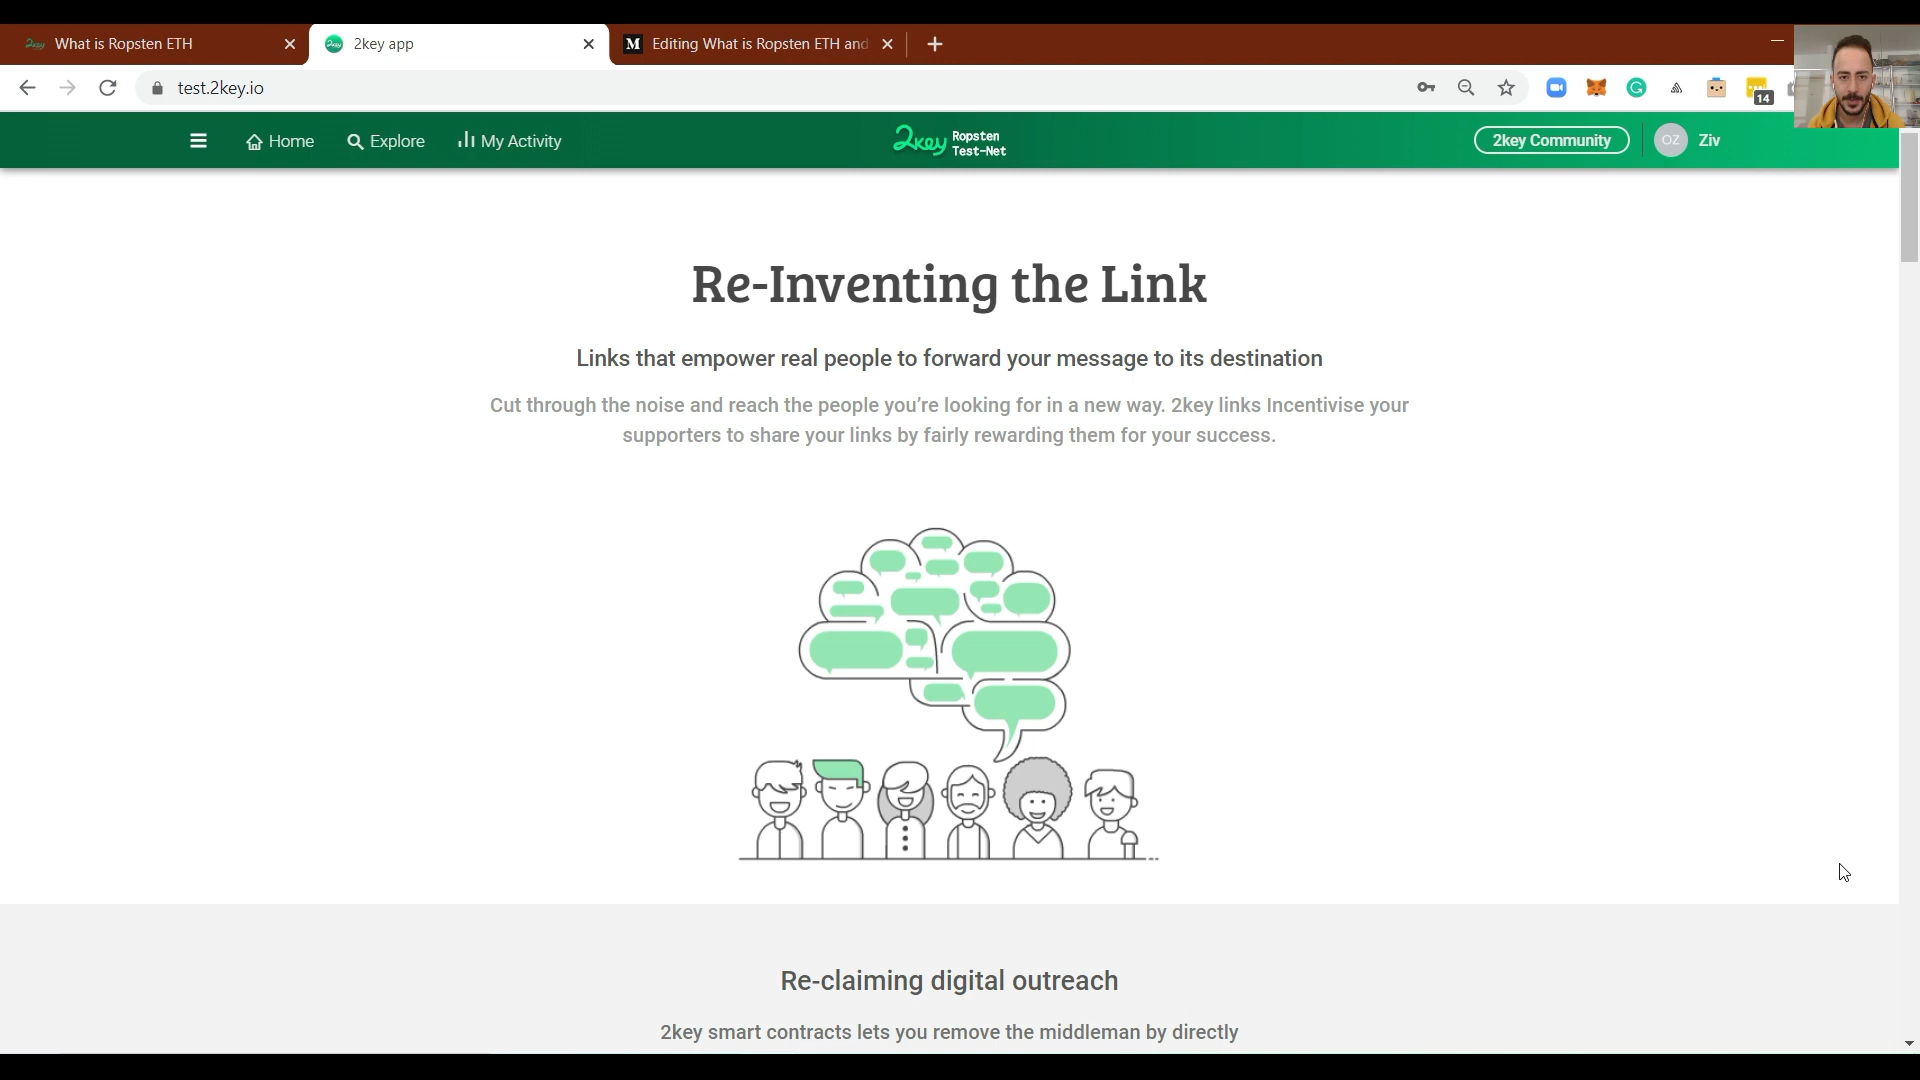 What is Ropsten ETH
2key app
Editing What is Ropsten ETH and
test.2key.io
14
Home
Explore
My Activity
2key Ropsten
Test-Net
2key Community
OZ
Ziv
Re-Inventing the Link
Links that empower real people to forward your message to its destination
Cut through the noise and reach the people you’re looking for in a new way. 2key links Incentivise your
supporters to share your links by fairly rewarding them for your success.
Re-claiming digital outreach
2key smart contracts lets you remove the middleman by directly